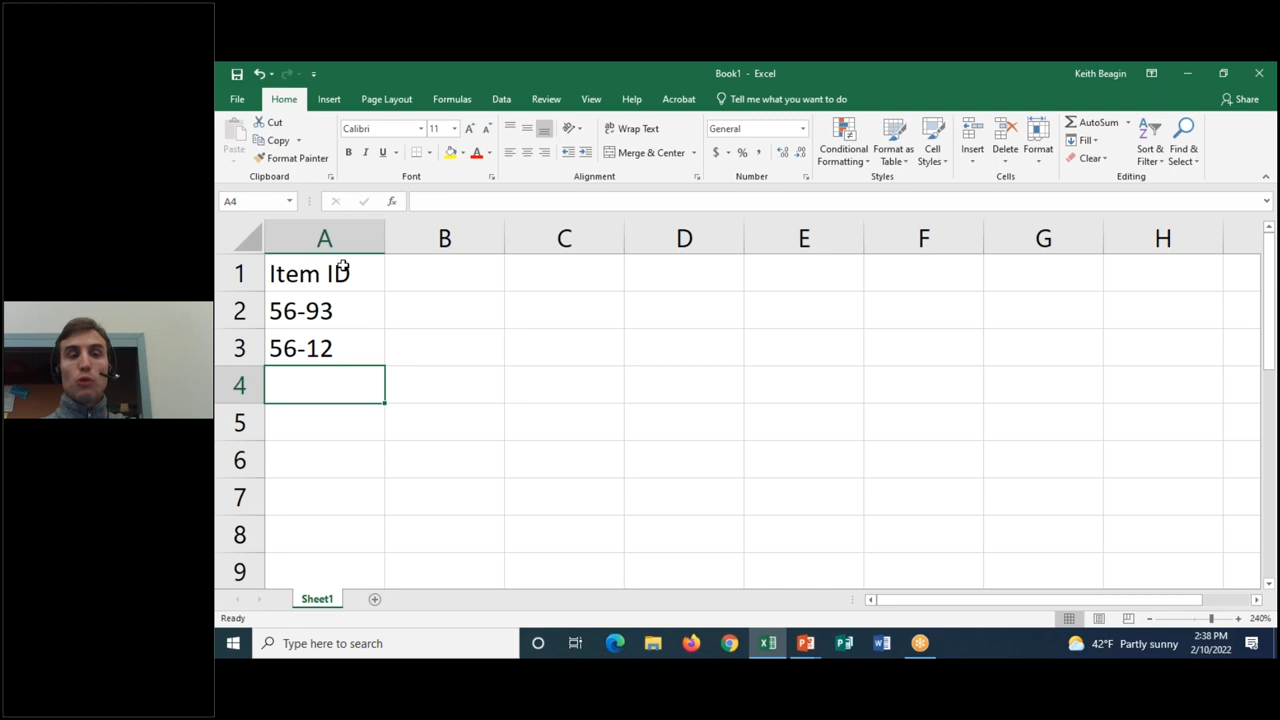 Book1 - Excel
Keith Beagin
File
Home
Insert
Page Layout
Formulas
Data
Review
View
Help
Acrobat
Tell me what you want to do
Share
Paste
Cut
Copy
Format Painter
Clipboard
Calibri
11
B I U
A
Font
Wrap Text
Merge & Center
Alignment
General
$ % ,
Number
Conditional
Formatting
Format as
Table
Cell
Styles
Styles
Insert
Delete
Format
Cells
AutoSum
Fill
Clear
Sort &
Filter
Find &
Select
Editing
A4
fx
A B C D E F G H
1 Item ID
2 56-93
3 56-12
4
5
6
7
8
9
Sheet1
Ready
240%
Type here to search
42°F Partly sunny
2:38 PM
2/10/2022